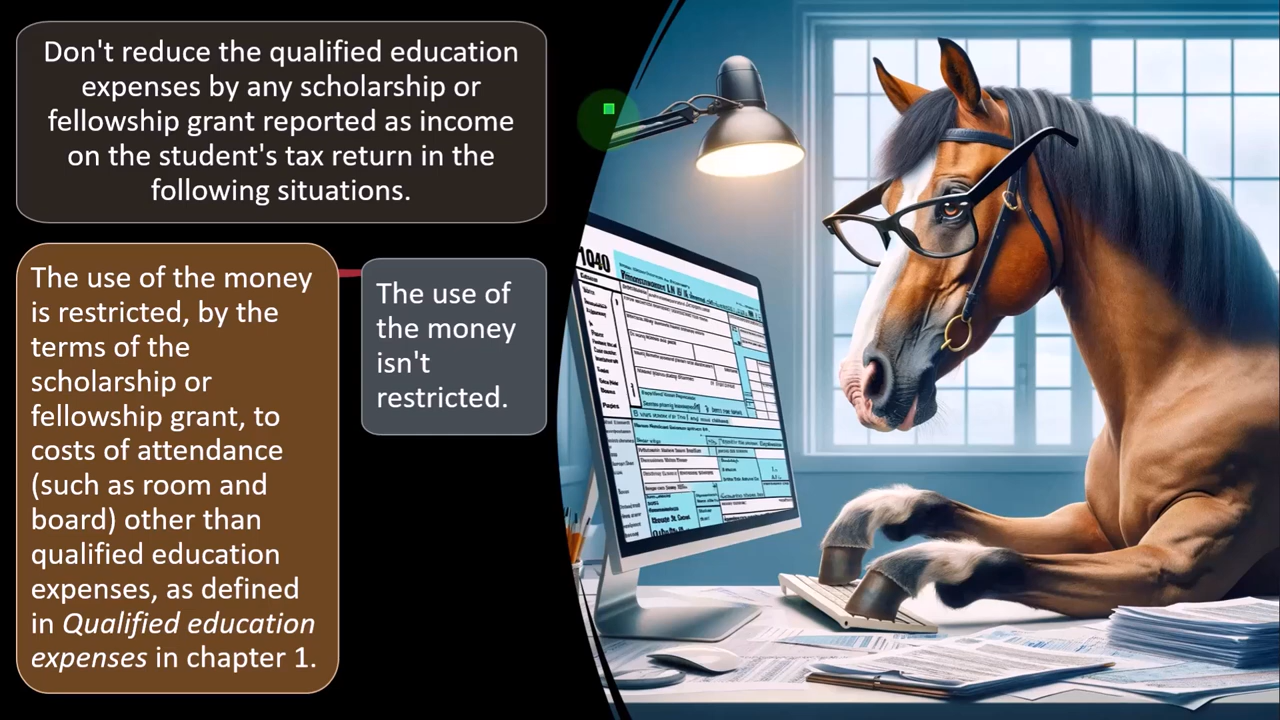 Don't reduce the qualified education
expenses by any scholarship or
fellowship grant reported as income
on the student's tax return in the
following situations.
The use of the money
is restricted, by the
terms of the
scholarship or
fellowship grant, to
costs of attendance
(such as room and
board) other than
qualified education
expenses, as defined
in Qualified education
expenses in chapter 1.
The use of
the money
isn't
restricted.
1040